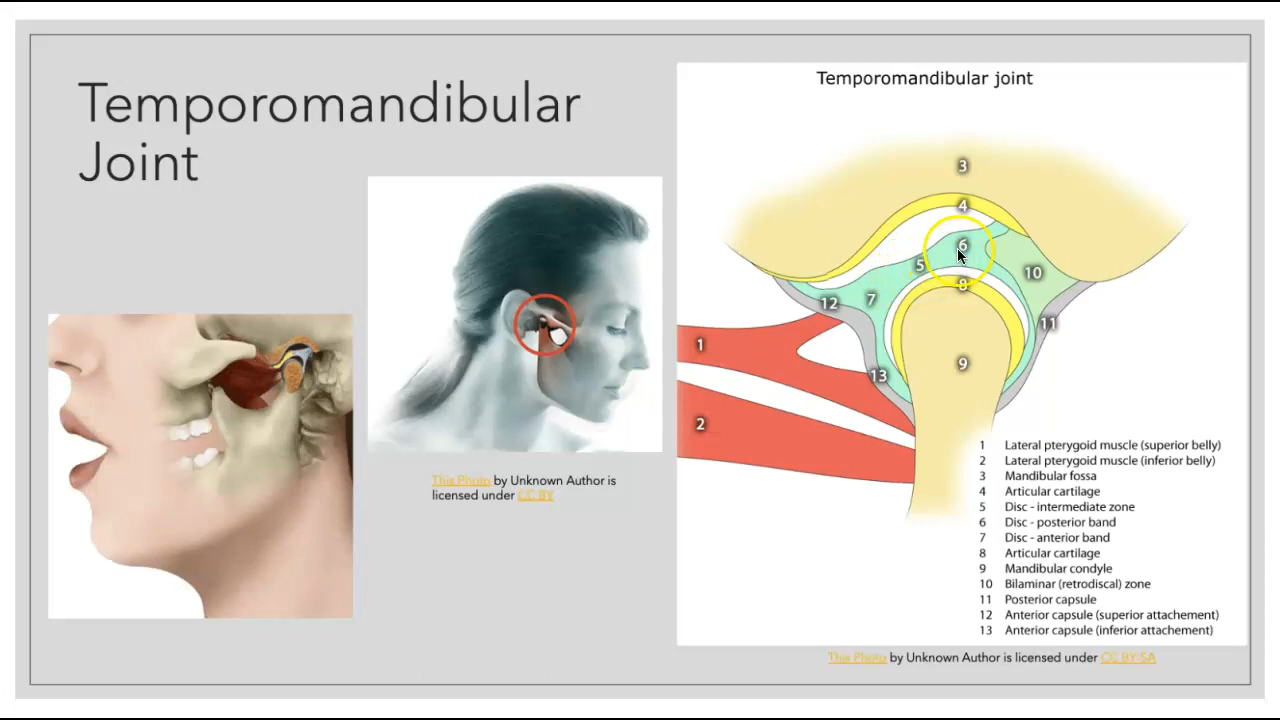 Temporomandibular
Joint
This Photo by Unknown Author is
licensed under CC BY
Temporomandibular joint
3
4
6
5
10
8
12
7
11
1
9
13
2
1 Lateral pterygoid muscle (superior belly)
2 Lateral pterygoid muscle (inferior belly)
3 Mandibular fossa
4 Articular cartilage
5 Disc - intermediate zone
6 Disc - posterior band
7 Disc - anterior band
8 Articular cartilage
9 Mandibular condyle
10 Bilaminar (retrodiscal) zone
11 Posterior capsule
12 Anterior capsule (superior attachement)
13 Anterior capsule (inferior attachement)
This Photo by Unknown Author is licensed under CC BY-SA